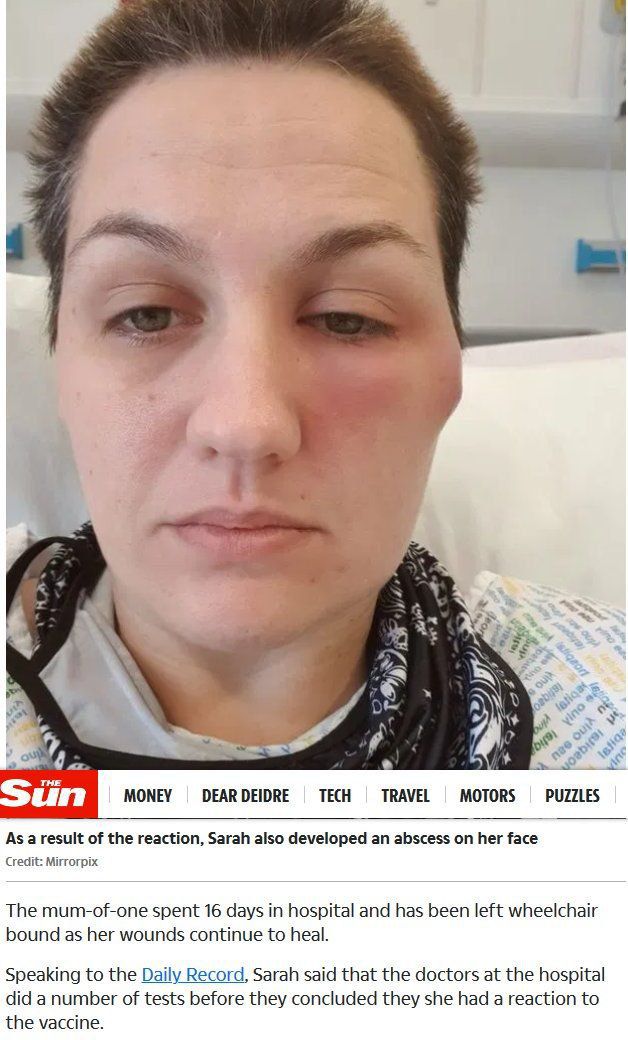 THE
Sun
MONEY
DEAR DEIDRE
TECH
TRAVEL
MOTORS
PUZZLES
As a result of the reaction, Sarah also developed an abscess on her face
Credit: Mirrorpix
The mum-of-one spent 16 days in hospital and has been left wheelchair
bound as her wounds continue to heal.
Speaking to the Daily Record, Sarah said that the doctors at the hospital
did a number of tests before they concluded they she had a reaction to
the vaccine.